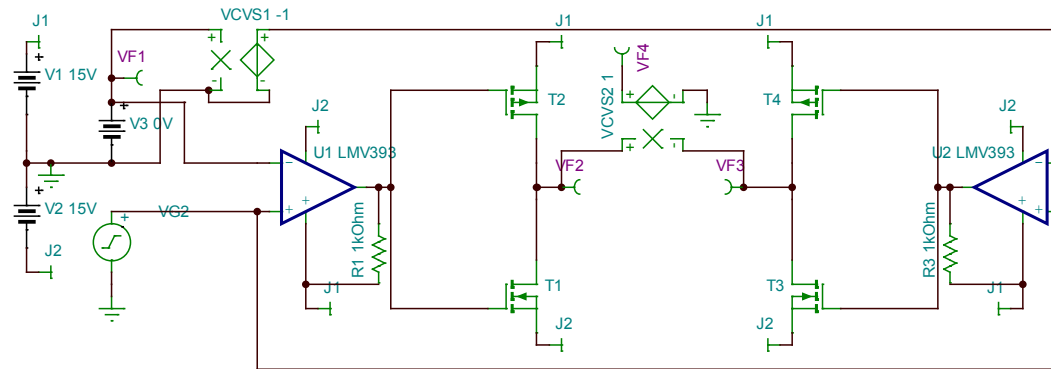 VCVS1 -1
J1
J1
J1
VF1
VF4
V1 15V
T2
VCVS2 1
T4
J2
J2
V3 0V
U1 LMV393
U2 LMV393
VF2
VF3
V2 15V
VG2
R1 1kOhm
R3 1kOhm
J2
J1
T1
T3
J1
J2
J2
+
+
+
+
+
+
+
+
+
+
+
-
-
-
-
-
-